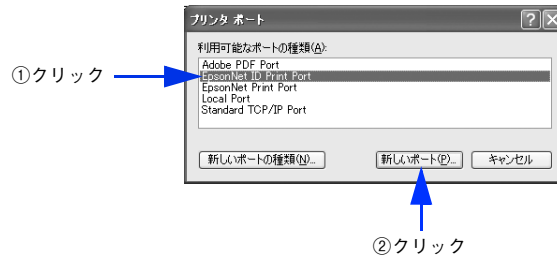 プリンタ ポート
利用可能なポートの種類(A):
Adobe PDF Port
①クリック
EpsonNet ID Print Port
EpsonNet Print Port
Local Port
Standard TCP/IP Port
新しいポートの種類(N)...
新しいポート(P)...
キャンセル
②クリック